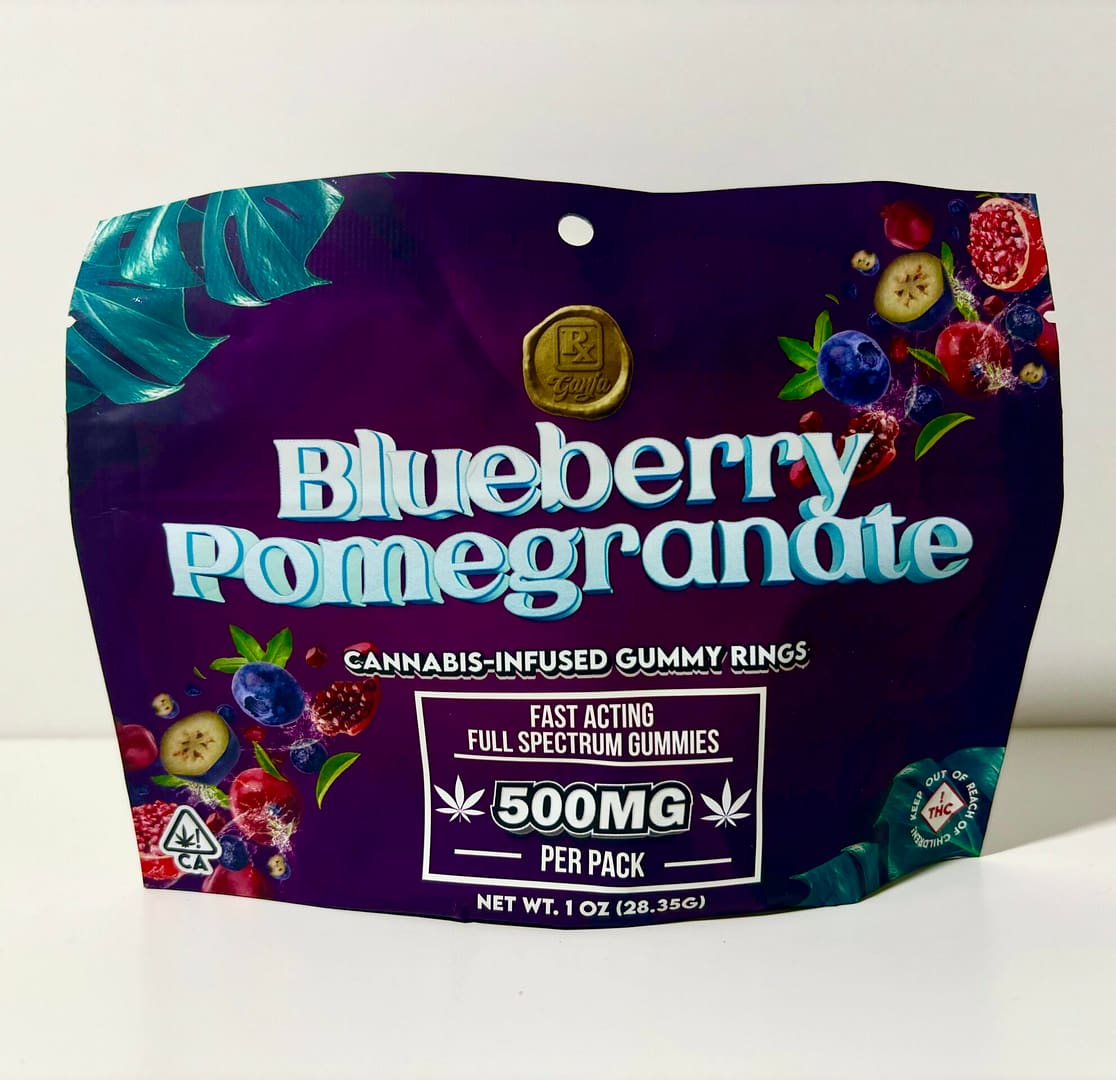 Rx
Ganja
Blueberry
Pomegranate
CANNABIS-INFUSED GUMMY RINGS
FAST ACTING
FULL SPECTRUM GUMMIES
500MG
PER PACK
NET WT. 1 OZ (28.35G)
!
CA
KEEP OUT OF REACH OF CHILDREN!
!
THC